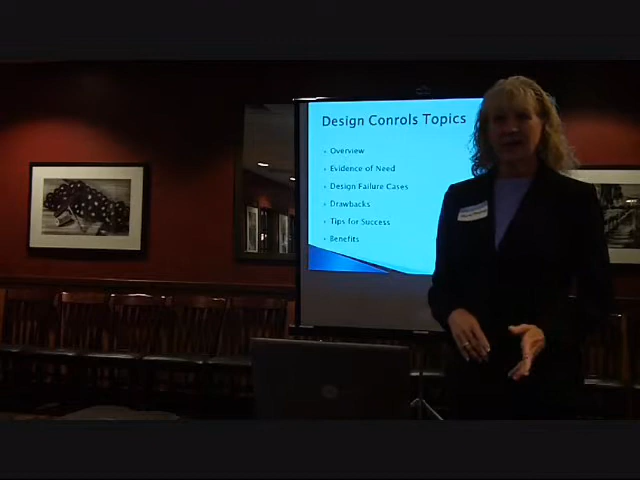 Design Conrols Topics
Overview
Evidence of Need
Design Failure Cases
Drawbacks
Tips for Success
Benefits